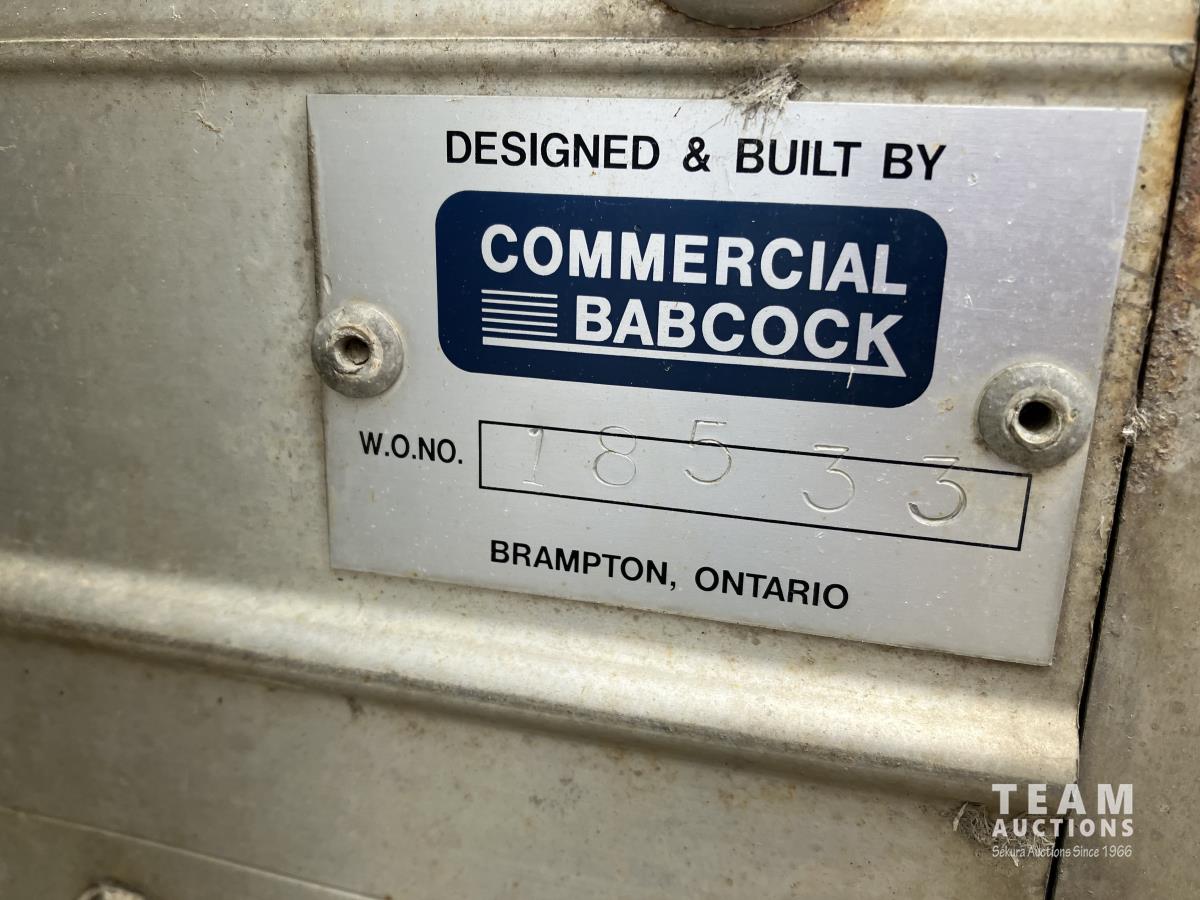 DESIGNED & BUILT BY
COMMERCIAL
BABCOCK
W.O.NO. 18533
BRAMPTON, ONTARIO
TEAM
AUCTIONS
Sekura Auctions Since 1966